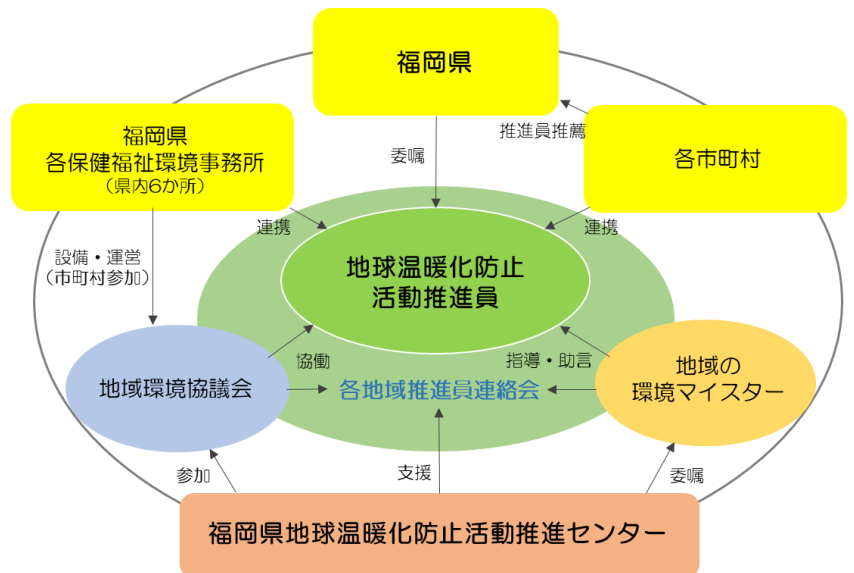 福岡県
推進員推薦
福岡県
各保健福祉環境事務所
（県内6か所）
各市町村
委嘱
連携
連携
設備・運営
（市町村参加）
地球温暖化防止
活動推進員
協働
指導・助言
地域環境協議会
各地域推進員連絡会
地域の
環境マイスター
参加
支援
委嘱
福岡県地球温暖化防止活動推進センター